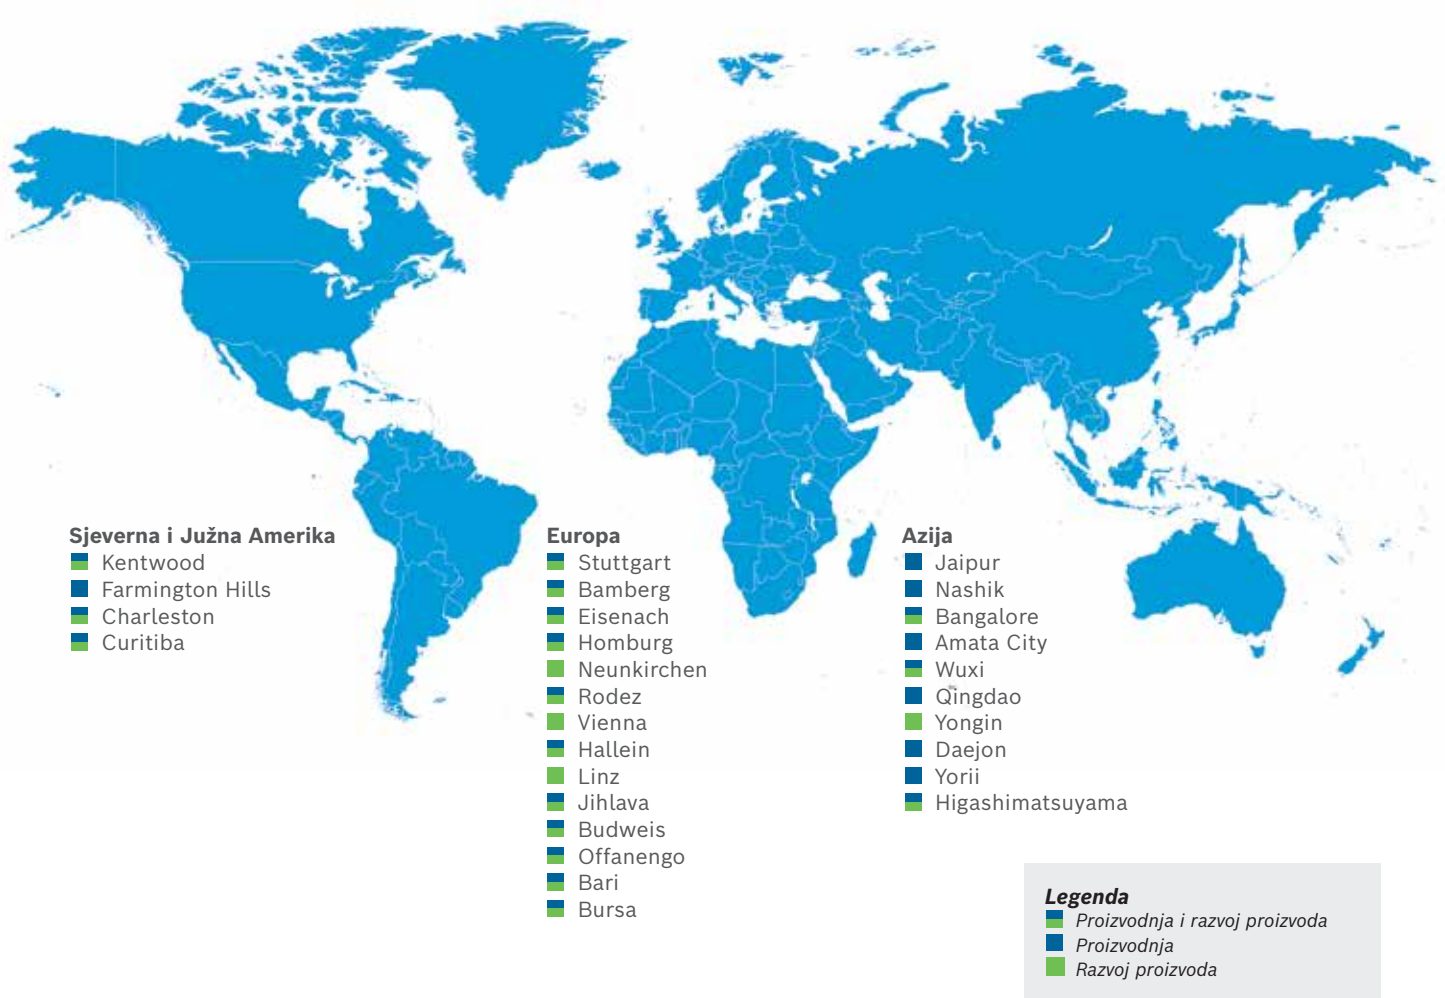 Sjeverna i Južna Amerika
Kentwood
Farmington Hills
Charleston
Curitiba
Europa
Stuttgart
Bamberg
Eisenach
Homburg
Neunkirchen
Rodez
Vienna
Hallein
Linz
Jihlava
Budweis
Offanengo
Bari
Bursa
Azija
Jaipur
Nashik
Bangalore
Amata City
Wuxi
Qingdao
Yongin
Daejon
Yorii
Higashimatsuyama
Legenda
Proizvodnja i razvoj proizvoda
Proizvodnja
Razvoj proizvoda